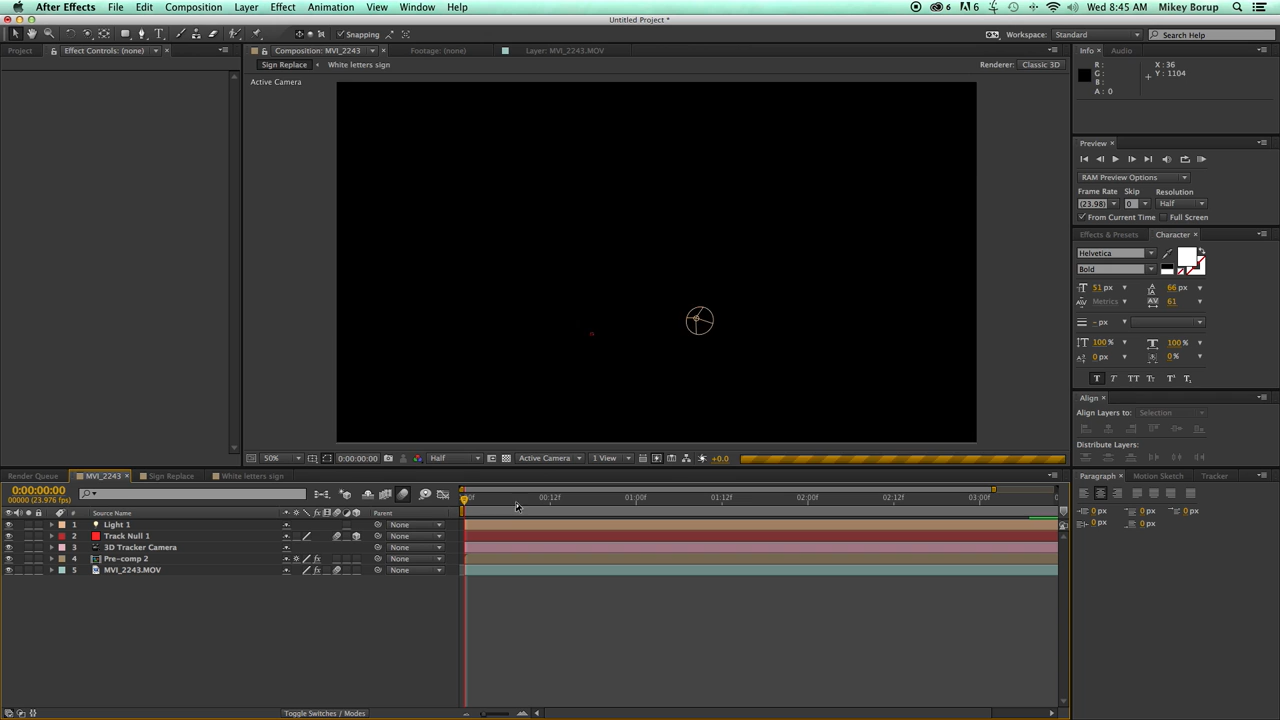 After Effects File Edit Composition Layer Effect Animation View Window Help
6 6 Wed 8:45 AM Mikey Borup
Untitled Project *
Snapping Workspace: Standard Search Help
Project Effect Controls: (none) Composition: MVI_2243 Footage: (none) Layer: MVI_2243.MOV Info Audio
Sign Replace White letters sign Renderer: Classic 3D
Active Camera
R :
G :
B :
A : 0
X : 36
Y : 1104
Preview
RAM Preview Options
Frame Rate Skip Resolution
(23.98) 0 Half
From Current Time Full Screen
Effects & Presets Character
Helvetica
Bold
51 px 66 px
Metrics 61
- px
100 % 100 %
0 px 0 %
T T TT Tr T T
Align
Align Layers to: Selection
Distribute Layers:
50% 0:00:00:00 Half Active Camera 1 View +0.0
Render Queue MVI_2243 Sign Replace White letters sign
Paragraph Motion Sketch Tracker
0:00:00:00
00000 (23.976 fps)
00f 00:12f 01:00f 01:12f 02:00f 02:12f 03:00f
# Source Name Parent
1 Light 1 None
2 Track Null 1 None
3 3D Tracker Camera None
4 Pre-comp 2 None
5 MVI_2243.MOV None
0 px 0 px 0 px
0 px 0 px
Toggle Switches / Modes